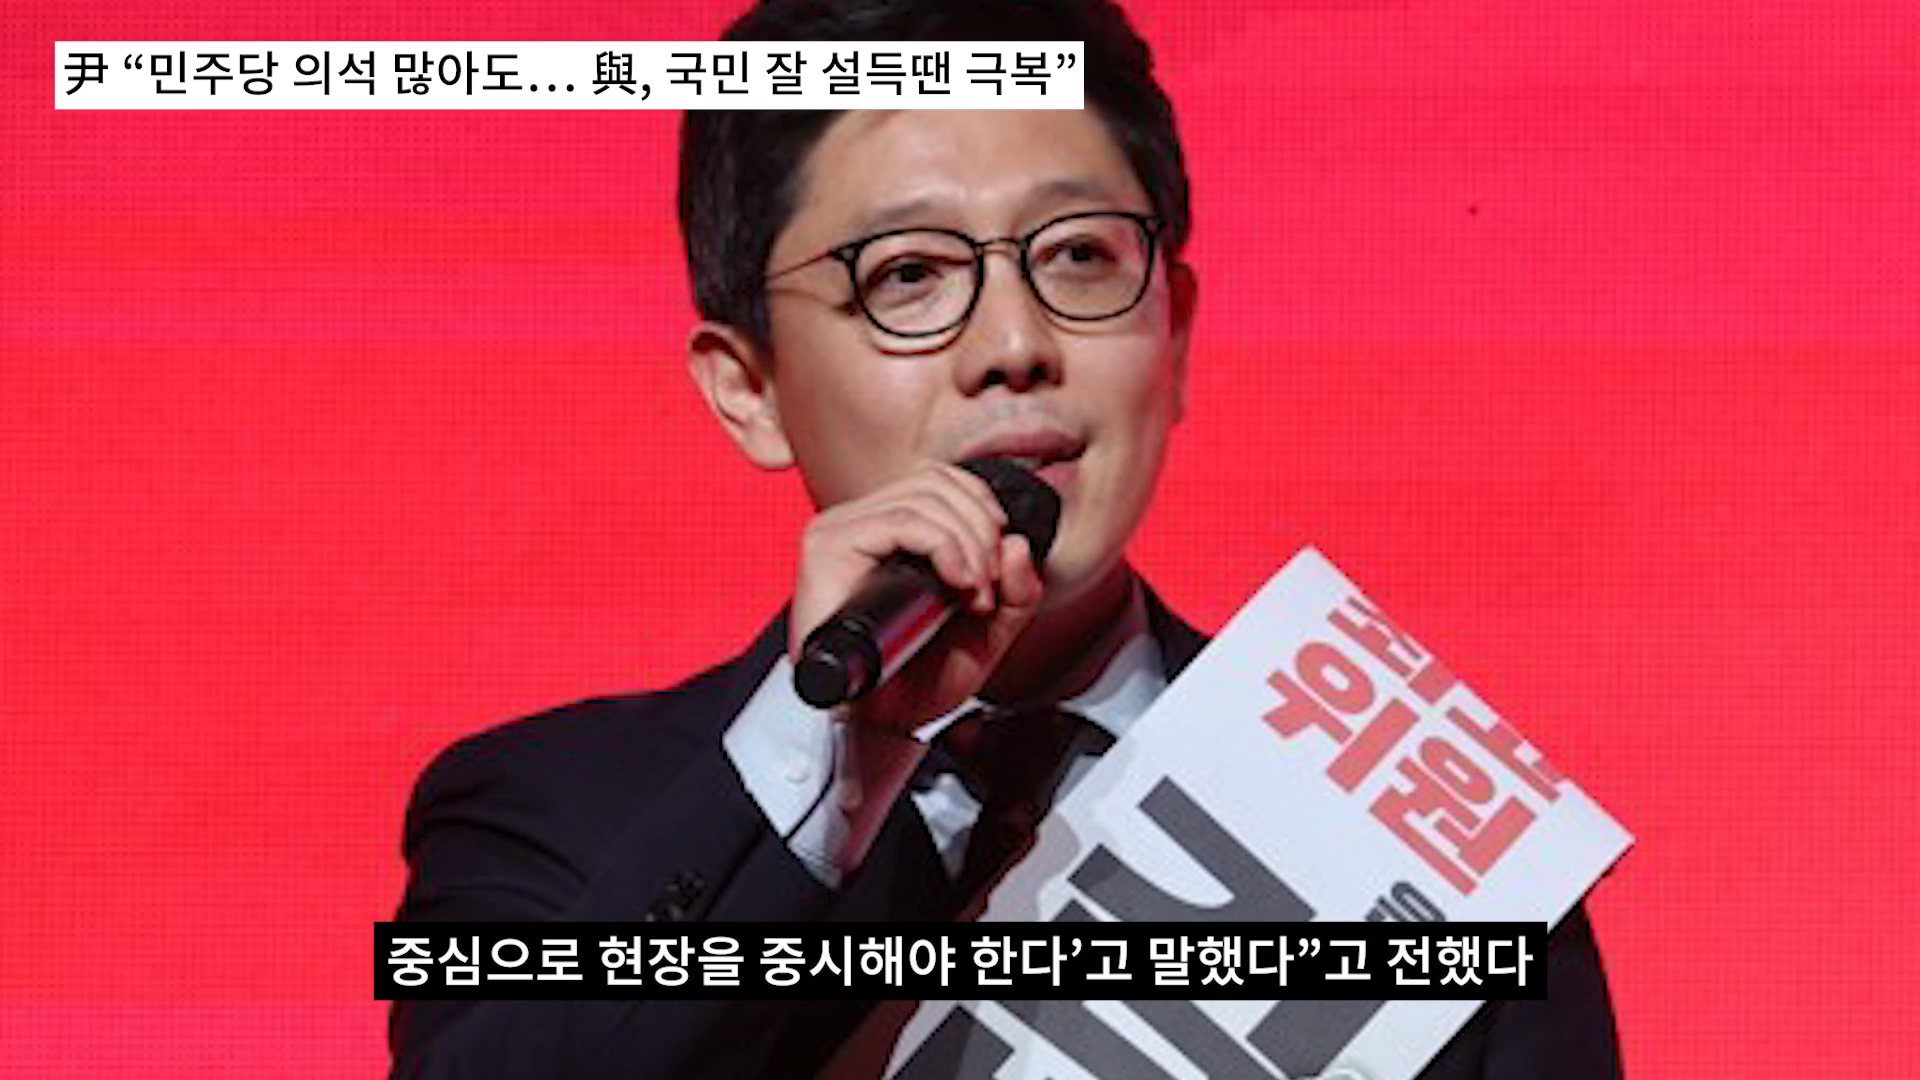 尹 “민주당 의석 많아도… 與, 국민 잘 설득땐 극복”
위원
중심으로 현장을 중시해야 한다’고 말했다”고 전했다